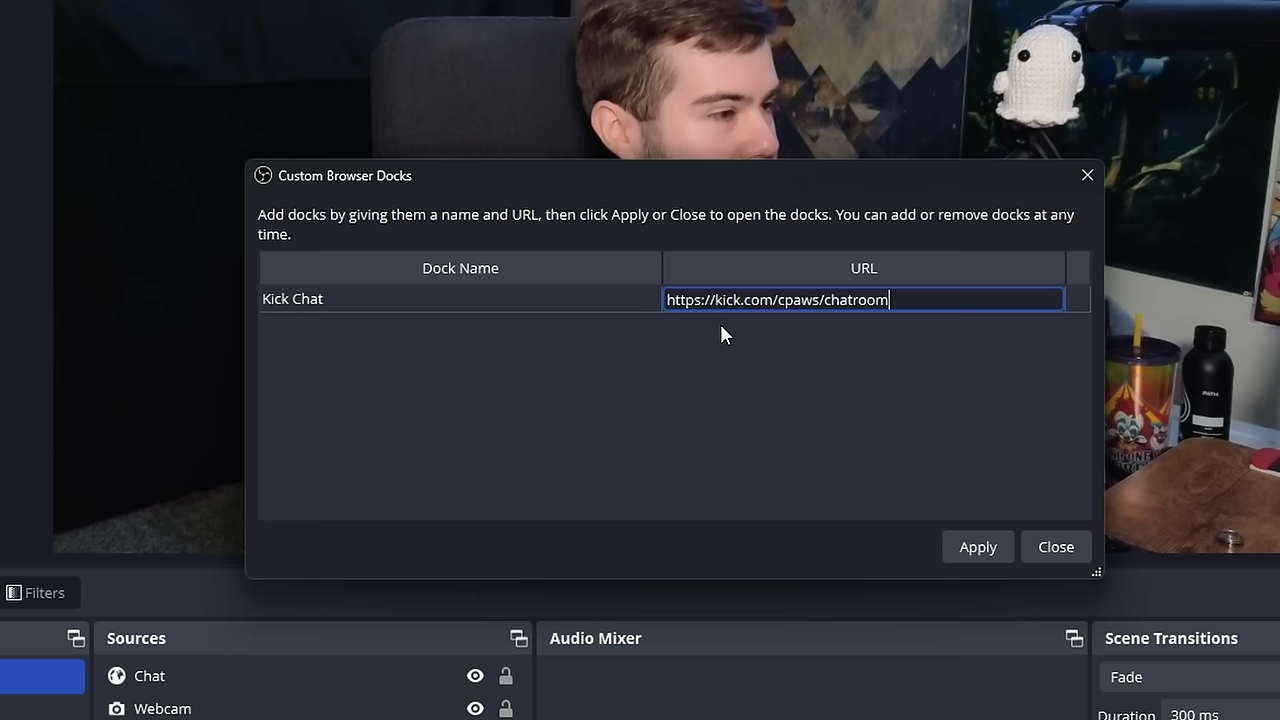 Custom Browser Docks
Add docks by giving them a name and URL, then click Apply or Close to open the docks. You can add or remove docks at any
time.
Dock Name URL
Kick Chat https://kick.com/cpaws/chatroom
Apply Close
Filters
Sources Audio Mixer Scene Transitions
Chat Fade
Webcam Duration 300 ms